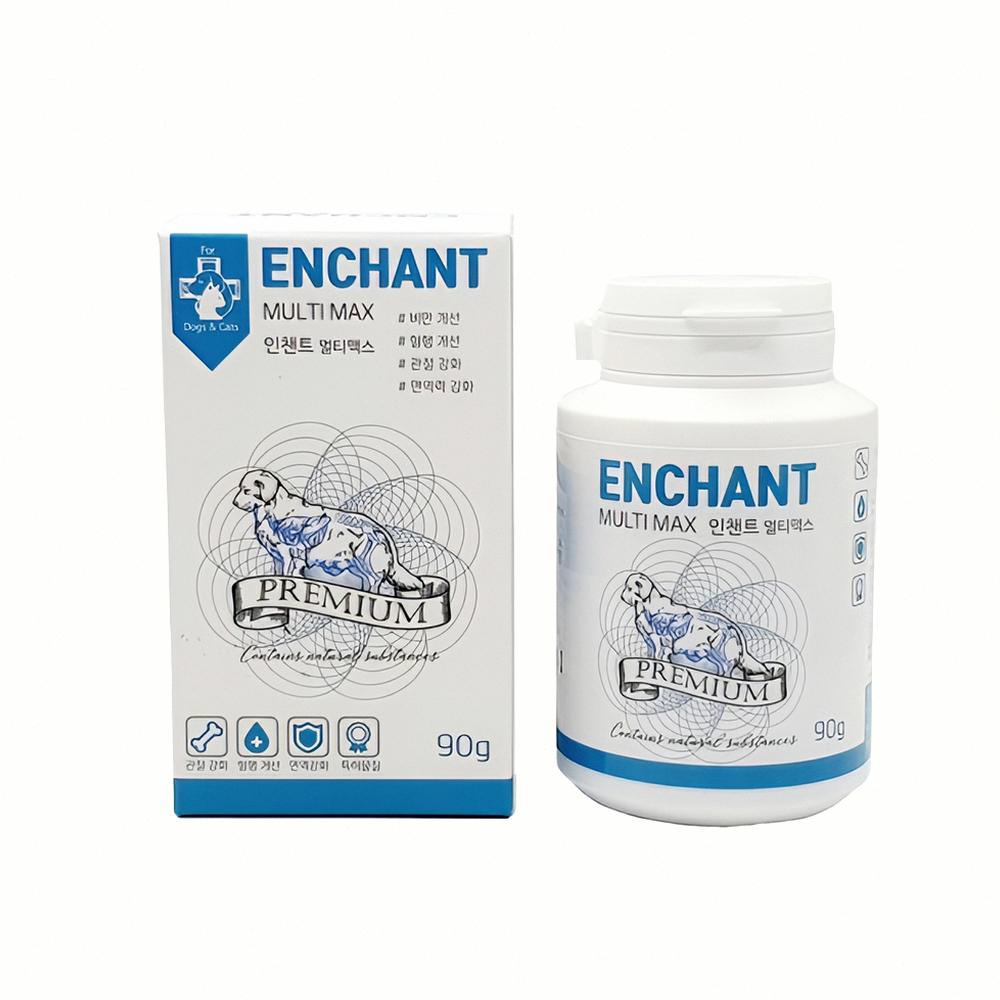 For
Dogs & Cats
ENCHANT
MULTI MAX
인챈트 멀티맥스
# 비만 개선
# 혈행 개선
# 관절 강화
# 면역력 강화
PREMIUM
Contains natural substances
관절 강화
혈행 개선
면역강화
90g
ENCHANT
MULTI MAX 인챈트 멀티맥스
PREMIUM
Contains natural substances
90g